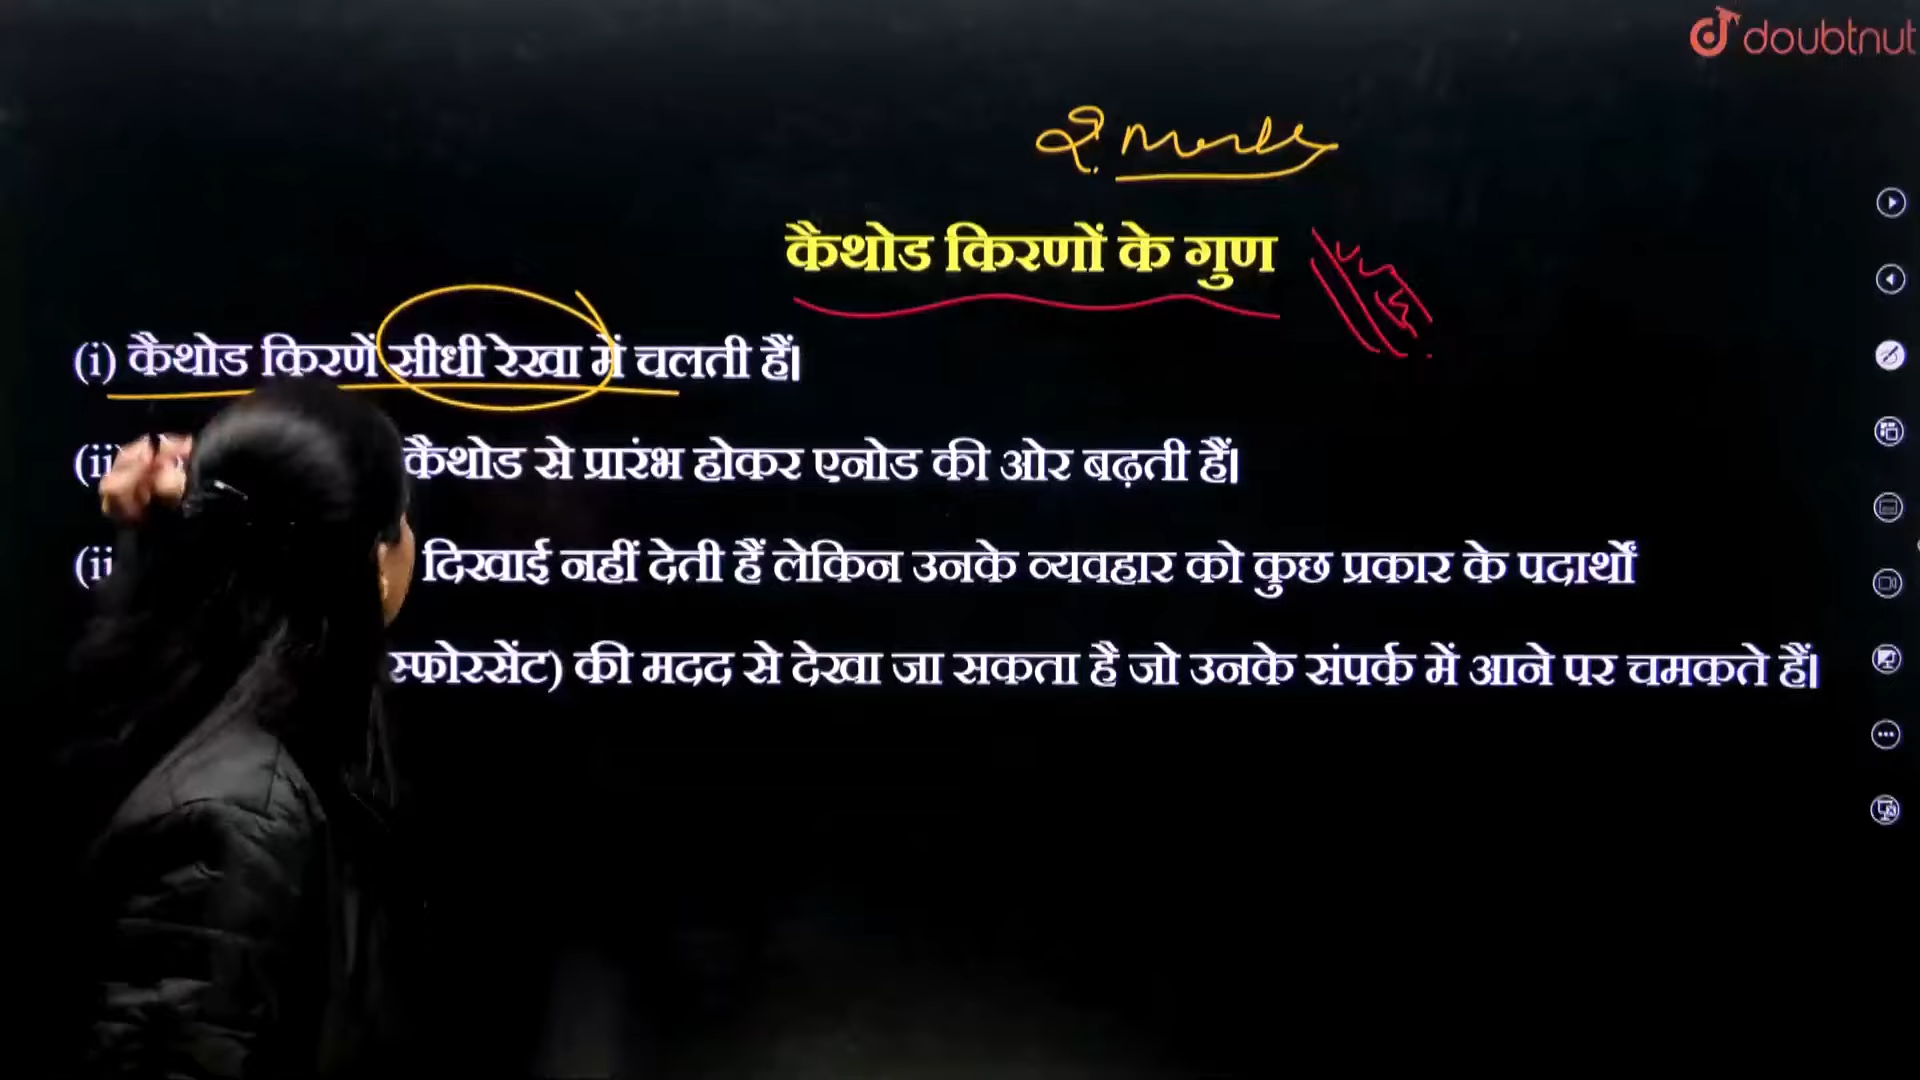 doubtnut
2 Marks
कैथोड किरणों के गुण
(i) कैथोड किरणें सीधी रेखा में चलती हैं।
कैथोड से प्रारंभ होकर एनोड की ओर बढ़ती हैं।
दिखाई नहीं देती हैं लेकिन उनके व्यवहार को कुछ प्रकार के पदार्थों
स्फोरसेंट) की मदद से देखा जा सकता है जो उनके संपर्क में आने पर चमकते हैं।